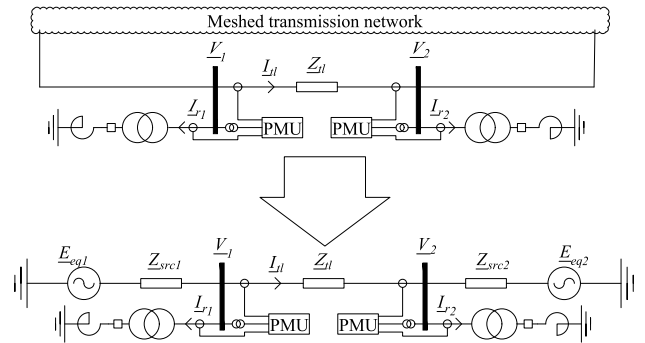 Meshed transmission network
V1 Itl Ztl V2
Ir1 PMU PMU Ir2
Eeq1 Zsrc1 V1 Itl Ztl V2 Zsrc2 Eeq2
Ir1 PMU PMU Ir2